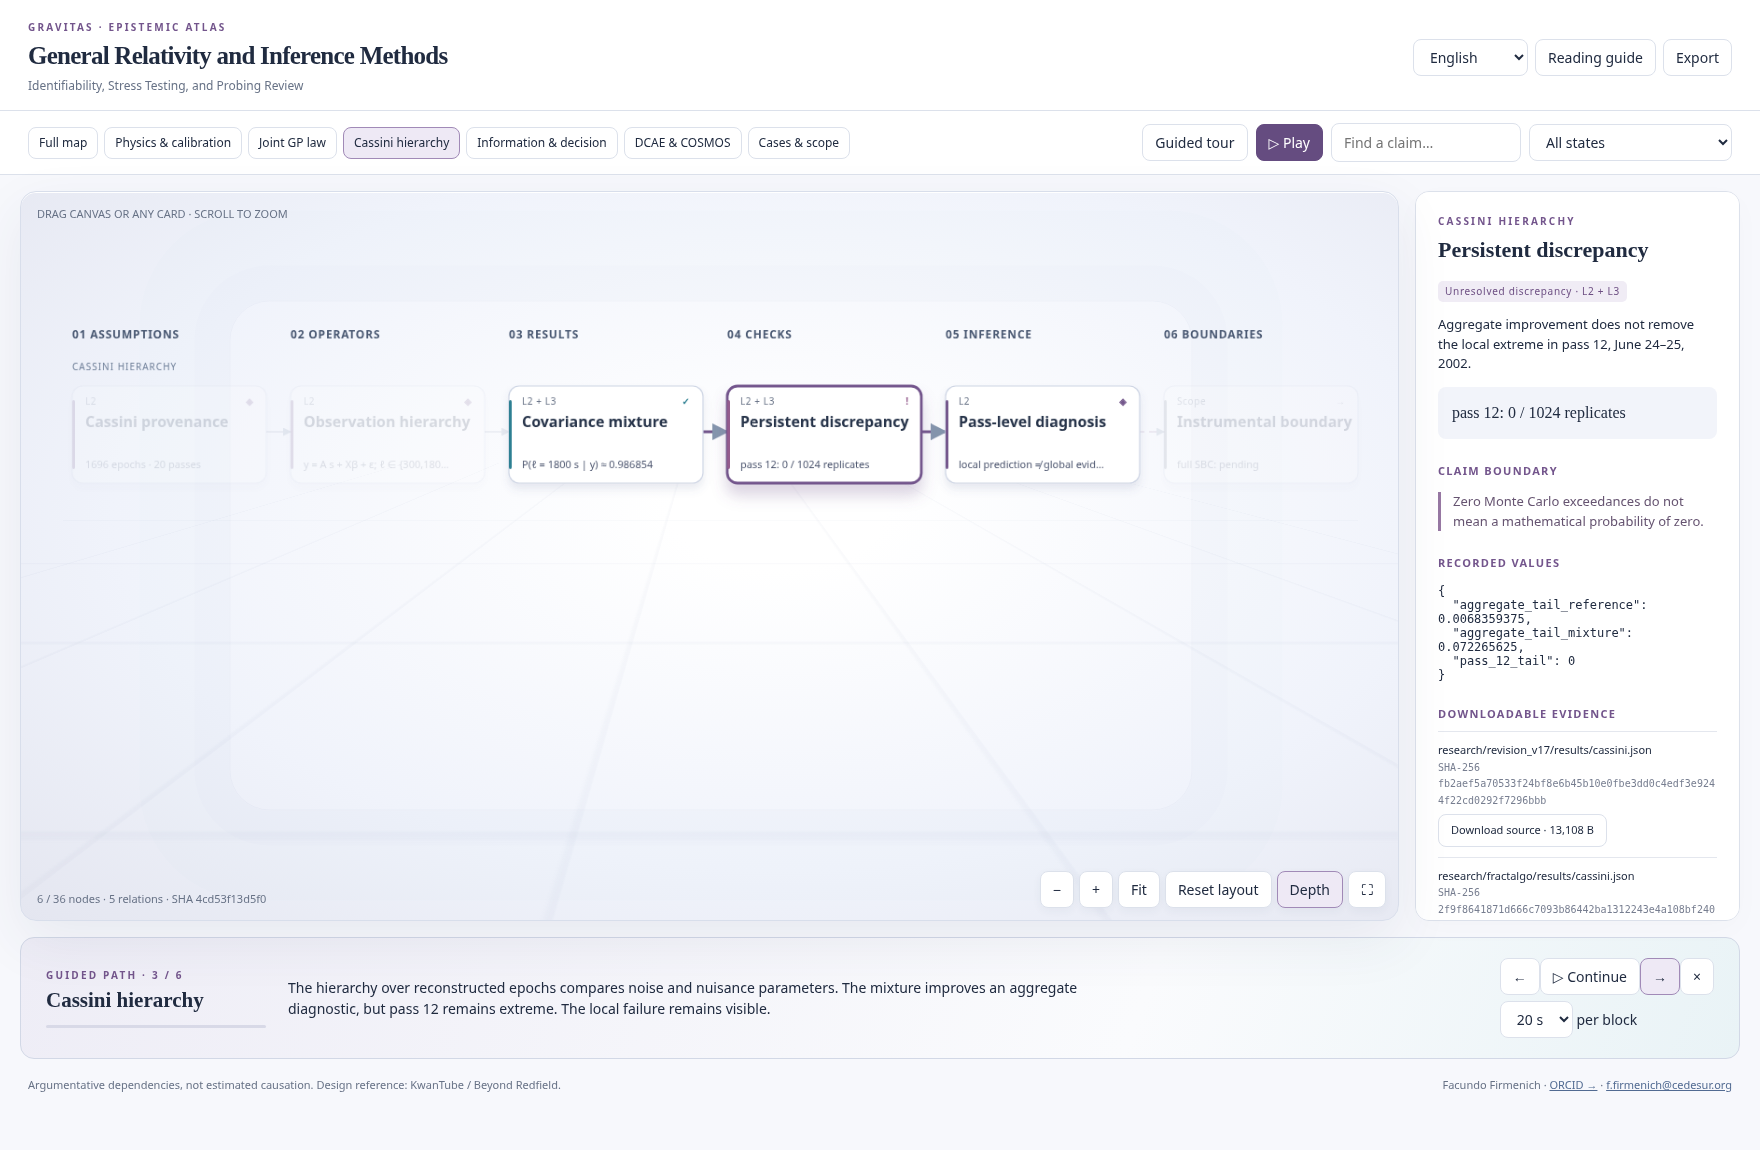 GRAVITAS · EPISTEMIC ATLAS
General Relativity and Inference Methods
Identifiability, Stress Testing, and Probing Review
English
Reading guide
Export
Full map
Physics & calibration
Joint GP law
Cassini hierarchy
Information & decision
DCAE & COSMOS
Cases & scope
Guided tour
▷ Play
Find a claim...
All states
DRAG CANVAS OR ANY CARD · SCROLL TO ZOOM
01 ASSUMPTIONS
02 OPERATORS
03 RESULTS
04 CHECKS
05 INFERENCE
06 BOUNDARIES
CASSINI HIERARCHY
L2
Cassini provenance
1696 epochs · 20 passes
L2
Observation hierarchy
y = A s + Xβ + ε; ℓ ∈ {300,180...
L2 + L3 ✓
Covariance mixture
P(ℓ = 1800 s | y) = 0.986854
L2 + L3 !
Persistent discrepancy
pass 12: 0 / 1024 replicates
L2
Pass-level diagnosis
local prediction ≠ global evid...
Scope
Instrumental boundary
full SBC: pending
6 / 36 nodes · 5 relations · SHA 4cd53f13d5f0
−
+
Fit
Reset layout
Depth
CASSINI HIERARCHY
Persistent discrepancy
Unresolved discrepancy · L2 + L3
Aggregate improvement does not remove
the local extreme in pass 12, June 24–25,
2002.
pass 12: 0 / 1024 replicates
CLAIM BOUNDARY
Zero Monte Carlo exceedances do not
mean a mathematical probability of zero.
RECORDED VALUES
{
"aggregate_tail_reference":
0.0068359375,
"aggregate_tail_mixture":
0.072265625,
"pass_12_tail": 0
}
DOWNLOADABLE EVIDENCE
research/revision_v17/results/cassini.json
SHA-256
fb2aef5a70533f24bf8e6b45b10e0fbe3dd0c4edf3e924
4f22cd0292f7296bbb
Download source · 13,108 B
research/fractalgo/results/cassini.json
SHA-256
2f9f8641871d666c7093b86442ba1312243e4a108bf240
GUIDED PATH · 3 / 6
Cassini hierarchy
The hierarchy over reconstructed epochs compares noise and nuisance parameters. The mixture improves an aggregate
diagnostic, but pass 12 remains extreme. The local failure remains visible.
←
▷ Continue
→
×
20 s
per block
Argumentative dependencies, not estimated causation. Design reference: KwanTube / Beyond Redfield.
Facundo Firmenich · ORCID → · f.firmenich@cedesur.org